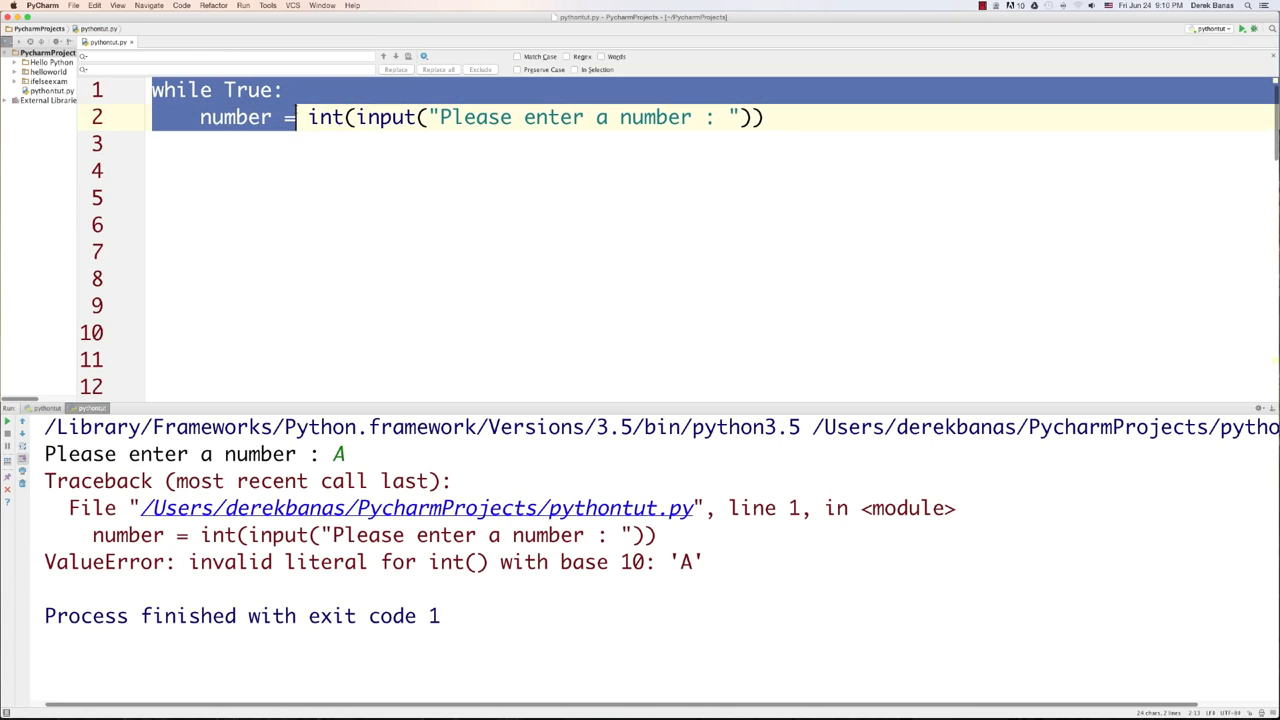 PyCharm File Edit View Navigate Code Refactor Run Tools VCS Window Help 10 Fri Jun 24 9:10 PM Derek Banas
pythontut.py - PycharmProjects - [~/PycharmProjects]
PycharmProjects pythontut.py pythontut
pythontut.py
PycharmProject
Match Case Regex Words
Hello Python
Replace Replace all Exclude Preserve Case In Selection
helloworld
ifelseexam
pythontut.py
External Librarie
1 while True:
2 number = int(input("Please enter a number : "))
3
4
5
6
7
8
9
10
11
12
Run: pythontut pythontut
/Library/Frameworks/Python.framework/Versions/3.5/bin/python3.5 /Users/derekbanas/PycharmProjects/pytho
Please enter a number : A
Traceback (most recent call last):
File "/Users/derekbanas/PycharmProjects/pythontut.py", line 1, in <module>
number = int(input("Please enter a number : "))
ValueError: invalid literal for int() with base 10: 'A'
Process finished with exit code 1
24 chars, 2 lines 2:13 LF÷ UTF-8÷